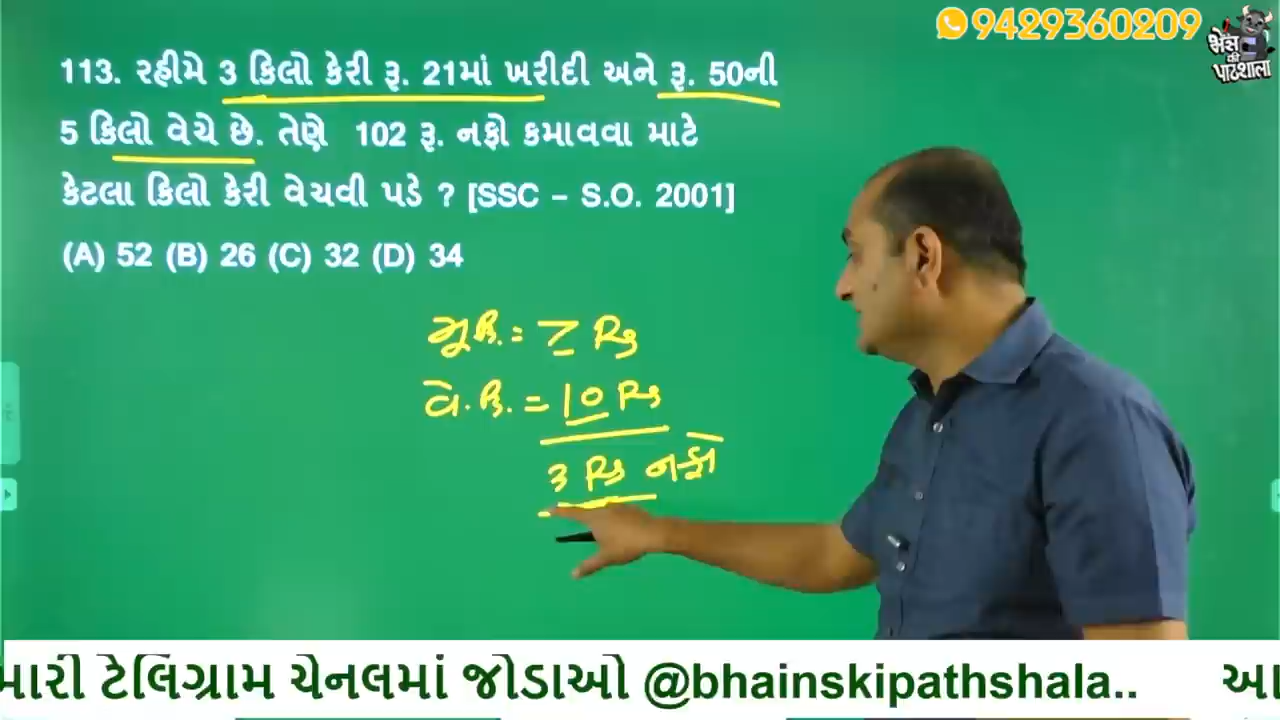 9429360209
ભેંસ
કી
પાઠશાલા
113. રહીમે 3 કિલો કેરી રૂ. 21માં ખરીદી અને રૂ. 50ની
5 કિલો વેચે છે. તેણે 102 રૂ. નફો કમાવવા માટે
કેટલા કિલો કેરી વેચવી પડે ? [SSC – S.O. 2001]
(A) 52 (B) 26 (C) 32 (D) 34
મૂ.કિ. = 7 Rs
વે.કિ. = 10 Rs
3 Rs નફો
મારી ટેલિગ્રામ ચેનલમાં જોડાઓ @bhainskipathshala.. આ